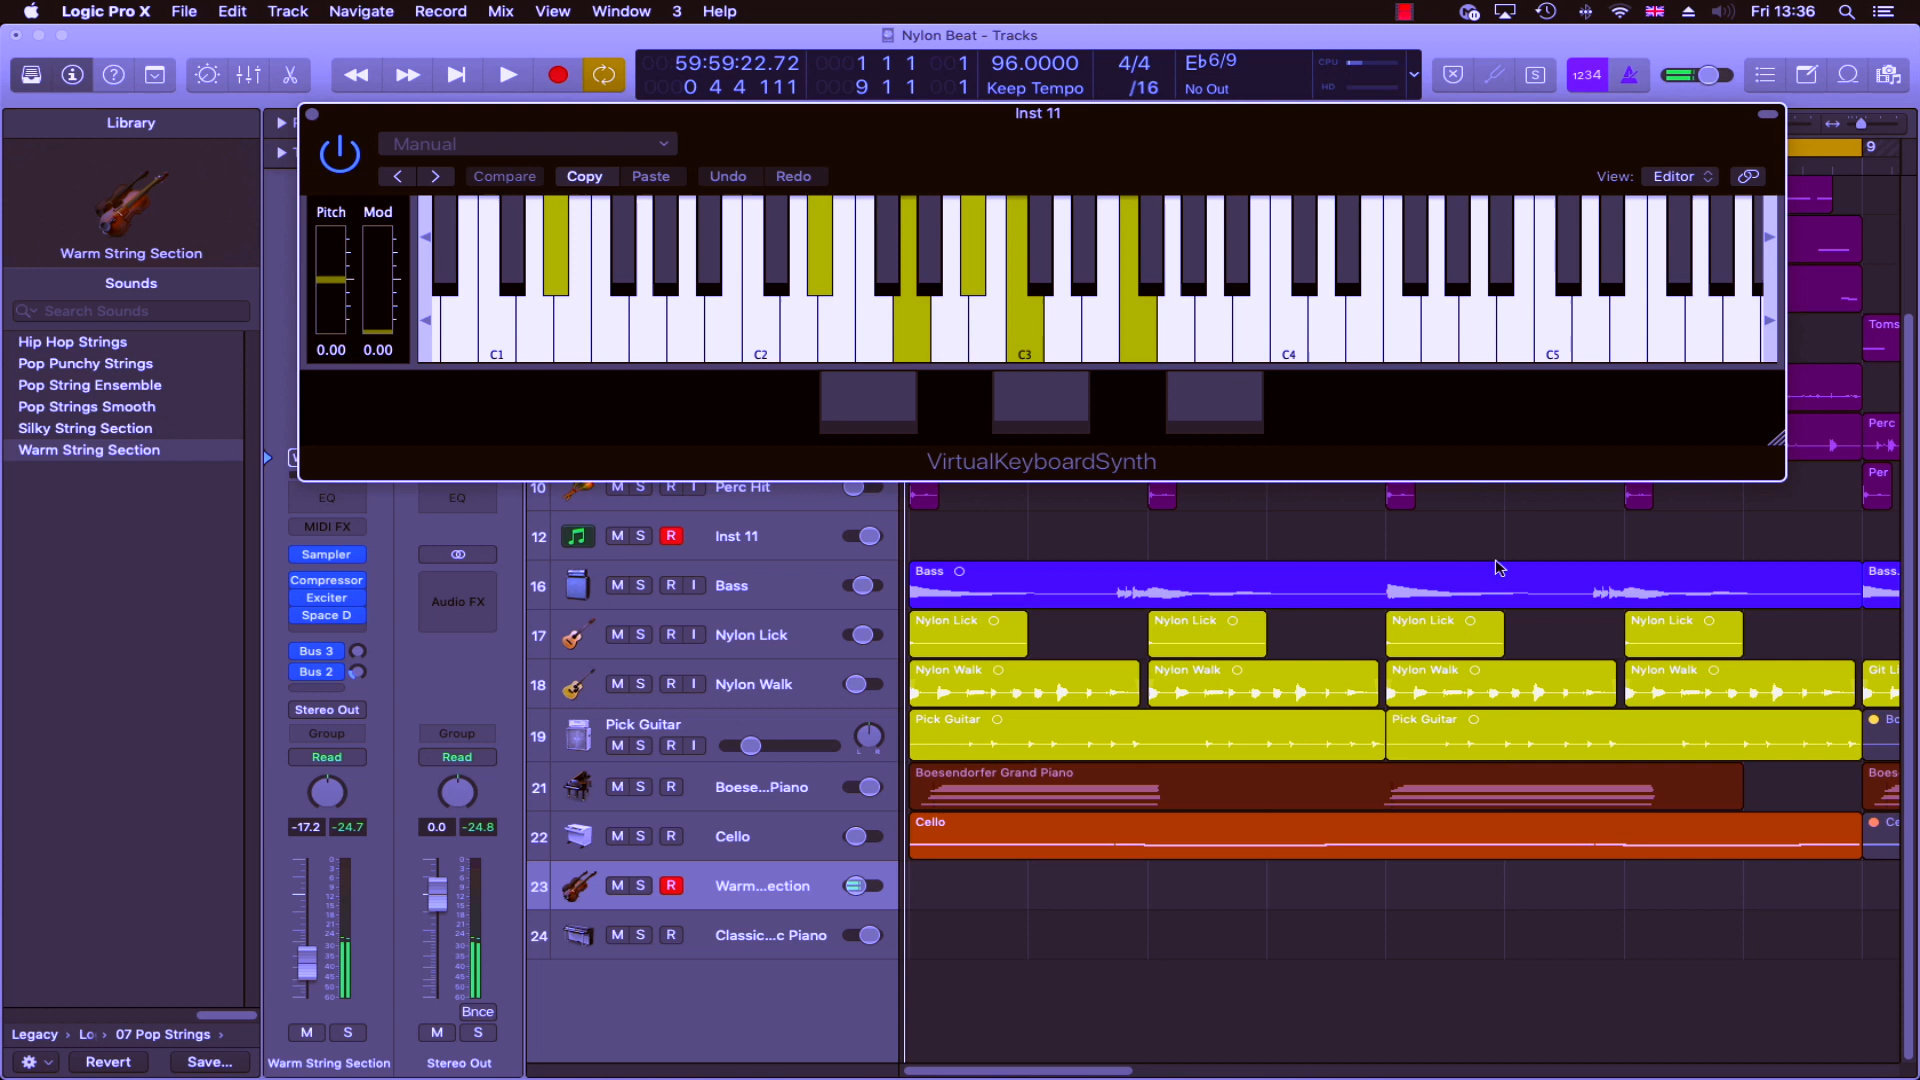 Logic Pro X File Edit Track Navigate Record Mix View Window 3 Help Fri 13:36
Nylon Beat - Tracks
59:59:22.72 1 1 1 1 96.0000 4/4 Eb6/9 CPU
0 4 4 111 9 1 1 1 Keep Tempo /16 No Out HD
S 1234
Library
Inst 11
Manual
Compare Copy Paste Undo Redo View: Editor
9
Pitch Mod
0.00 0.00
C1 C2 C3 C4 C5
VirtualKeyboardSynth
Warm String Section
Sounds
Search Sounds
Hip Hop Strings
Pop Punchy Strings
Pop String Ensemble
Pop Strings Smooth
Silky String Section
Warm String Section
Toms
Perc
Per
EQ EQ
MIDI FX
Sampler
Compressor
Exciter
Space D
Audio FX
Bus 3
Bus 2
Stereo Out
Group Group
Read Read
-17.2 -24.7 0.0 -24.8
Bnce
M S M S
Warm String Section Stereo Out
10 M S R I Perc Hit
12 M S R Inst 11
16 M S R I Bass
17 M S R I Nylon Lick
18 M S R I Nylon Walk
19 Pick Guitar
M S R I L R
21 M S R Boese...Piano
22 M S R Cello
23 M S R Warm...ection
24 M S R Classic...c Piano
Bass Bass.
Nylon Lick Nylon Lick Nylon Lick Nylon Lick
Nylon Walk Nylon Walk Nylon Walk Nylon Walk Git Li
Pick Guitar Pick Guitar Bo
Boesendorfer Grand Piano Boes
Cello Ce
Legacy › Lo › 07 Pop Strings ›
Revert Save...